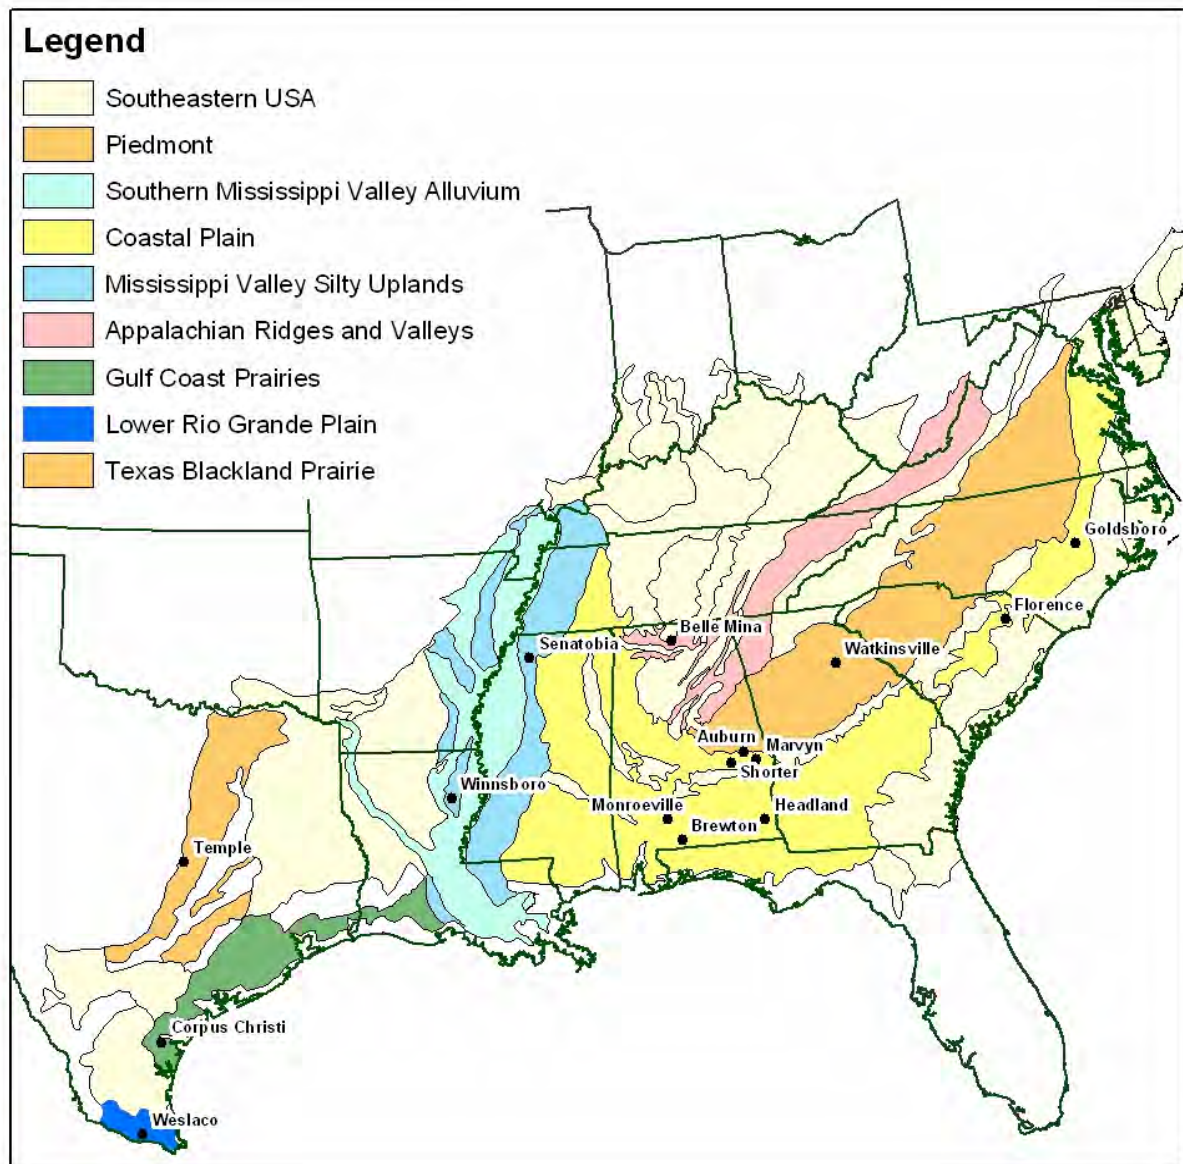 Legend
Southeastern USA
Piedmont
Southern Mississippi Valley Alluvium
Coastal Plain
Mississippi Valley Silty Uplands
Appalachian Ridges and Valleys
Gulf Coast Prairies
Lower Rio Grande Plain
Texas Blackland Prairie
Goldsboro
Florence
Belle Mina
Senatobia
Watkinsville
Auburn
Marvyn
Shorter
Winnsboro
Monroeville
Headland
Brewton
Temple
Corpus Christi
Weslaco